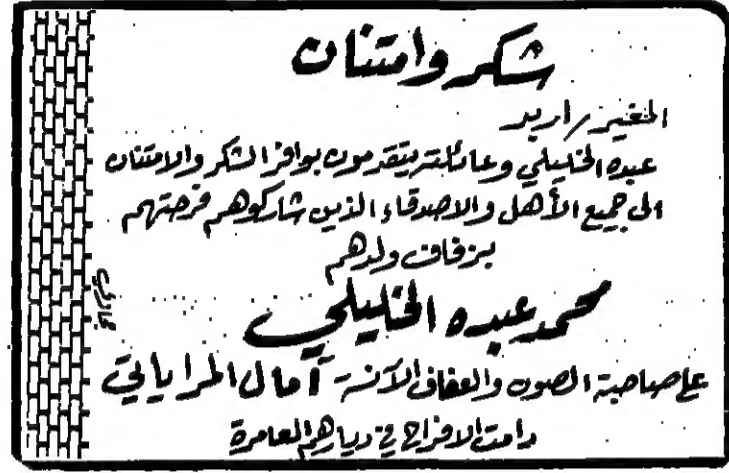 شكر وامتنان
المغير / اربد
عبده الخليلي وعائلته يتقدمون بوافر الشكر والامتنان
الى جميع الأهل والاصدقاء الذين شاركوهم فرحتهم
بزفاف ولدهم
محمد عبده الخليلي
على صاحبة الصون والعفاف الآنسة آمال المراياتي
دامت الافراح في ديارهم العامرة